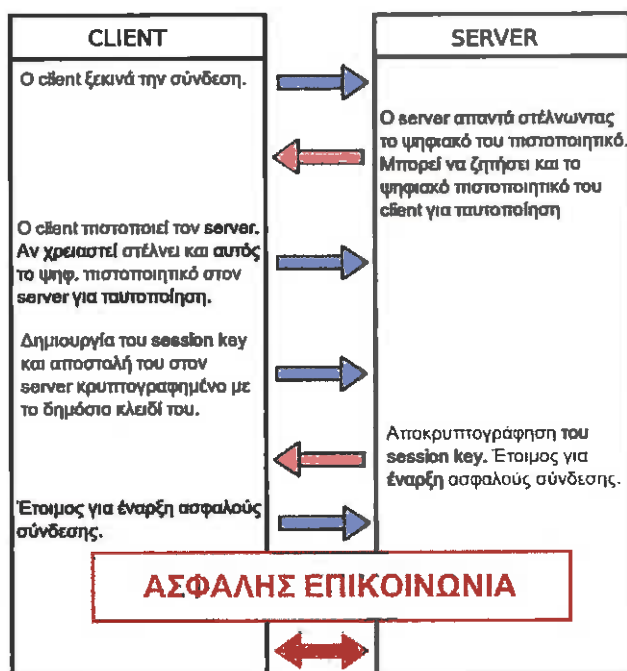 CLIENT
SERVER
Ο client ξεκινά την σύνδεση.
Ο server απαντά στέλνωντας
το ψηφιακό του πιστοποιητικό.
Μπορεί να ζητήσει και το
ψηφιακό πιστοποιητικό του
client για ταυτοποίηση
Ο client πιστοποιεί τον server.
Αν χρειαστεί στέλνει και αυτός
το ψηφ. πιστοποιητικό στον
server για ταυτοποίηση.
Δημιουργία του session key
και αποστολή του στον
server κρυπτογραφημένο με
το δημόσιο κλειδί του.
Αποκρυπτογράφηση του
session key. Έτοιμος για
έναρξη ασφαλούς σύνδεσης.
Έτοιμος για έναρξη ασφαλούς
σύνδεσης.
ΑΣΦΑΛΗΣ ΕΠΙΚΟΙΝΩΝΙΑ